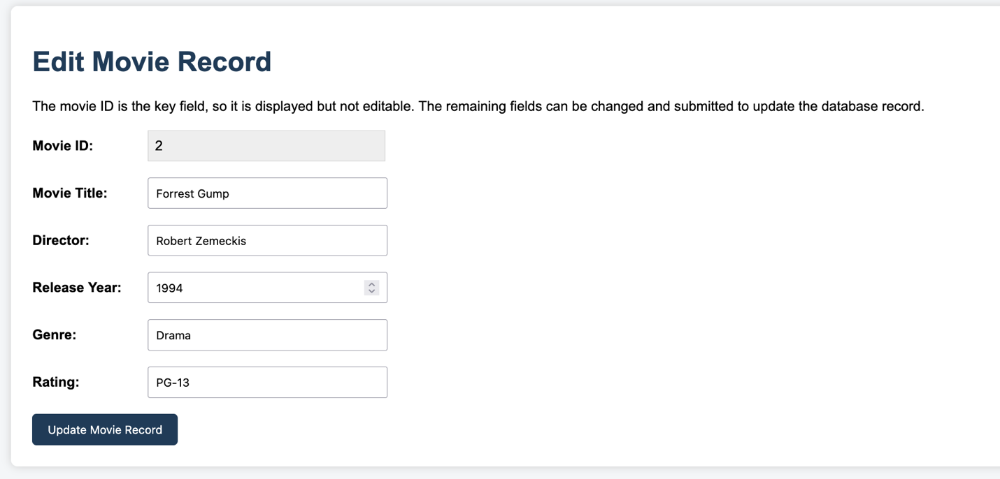 Edit Movie Record
The movie ID is the key field, so it is displayed but not editable. The remaining fields can be changed and submitted to update the database record.
Movie ID: 2
Movie Title: Forrest Gump
Director: Robert Zemeckis
Release Year: 1994
Genre: Drama
Rating: PG-13
Update Movie Record